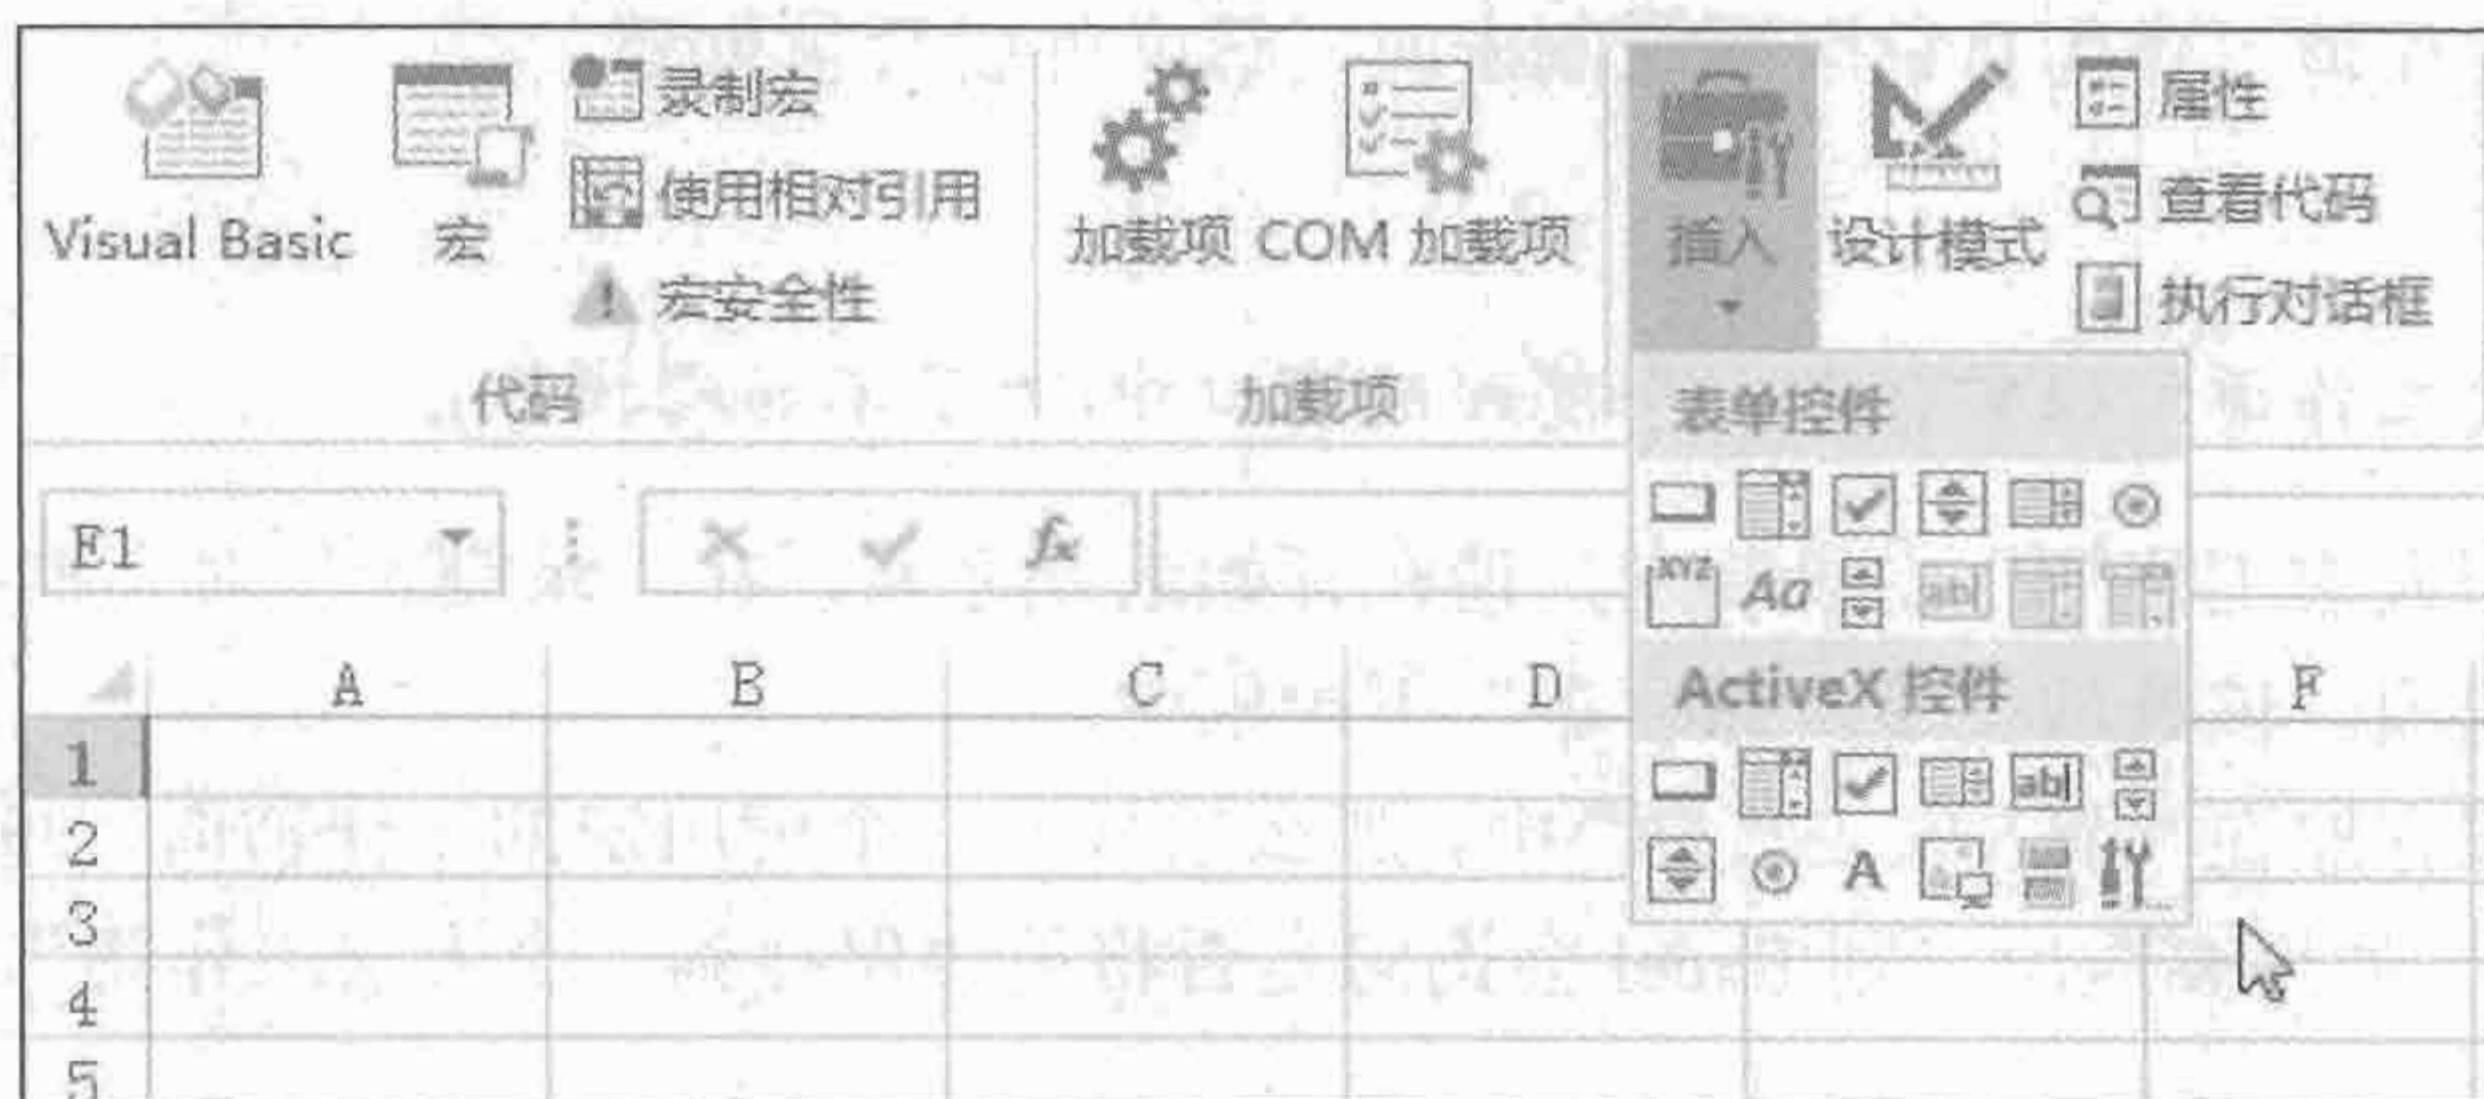 Visual Basic
宏
录制宏
使用相对引用
宏安全性
代码
加载项
COM 加载项
加载项
插入
设计模式
属性
查看代码
执行对话框
表单控件
XYZ
Aa
abl
E1
fx
A B C D F
ActiveX 控件
abl
A
1
2
3
4
5